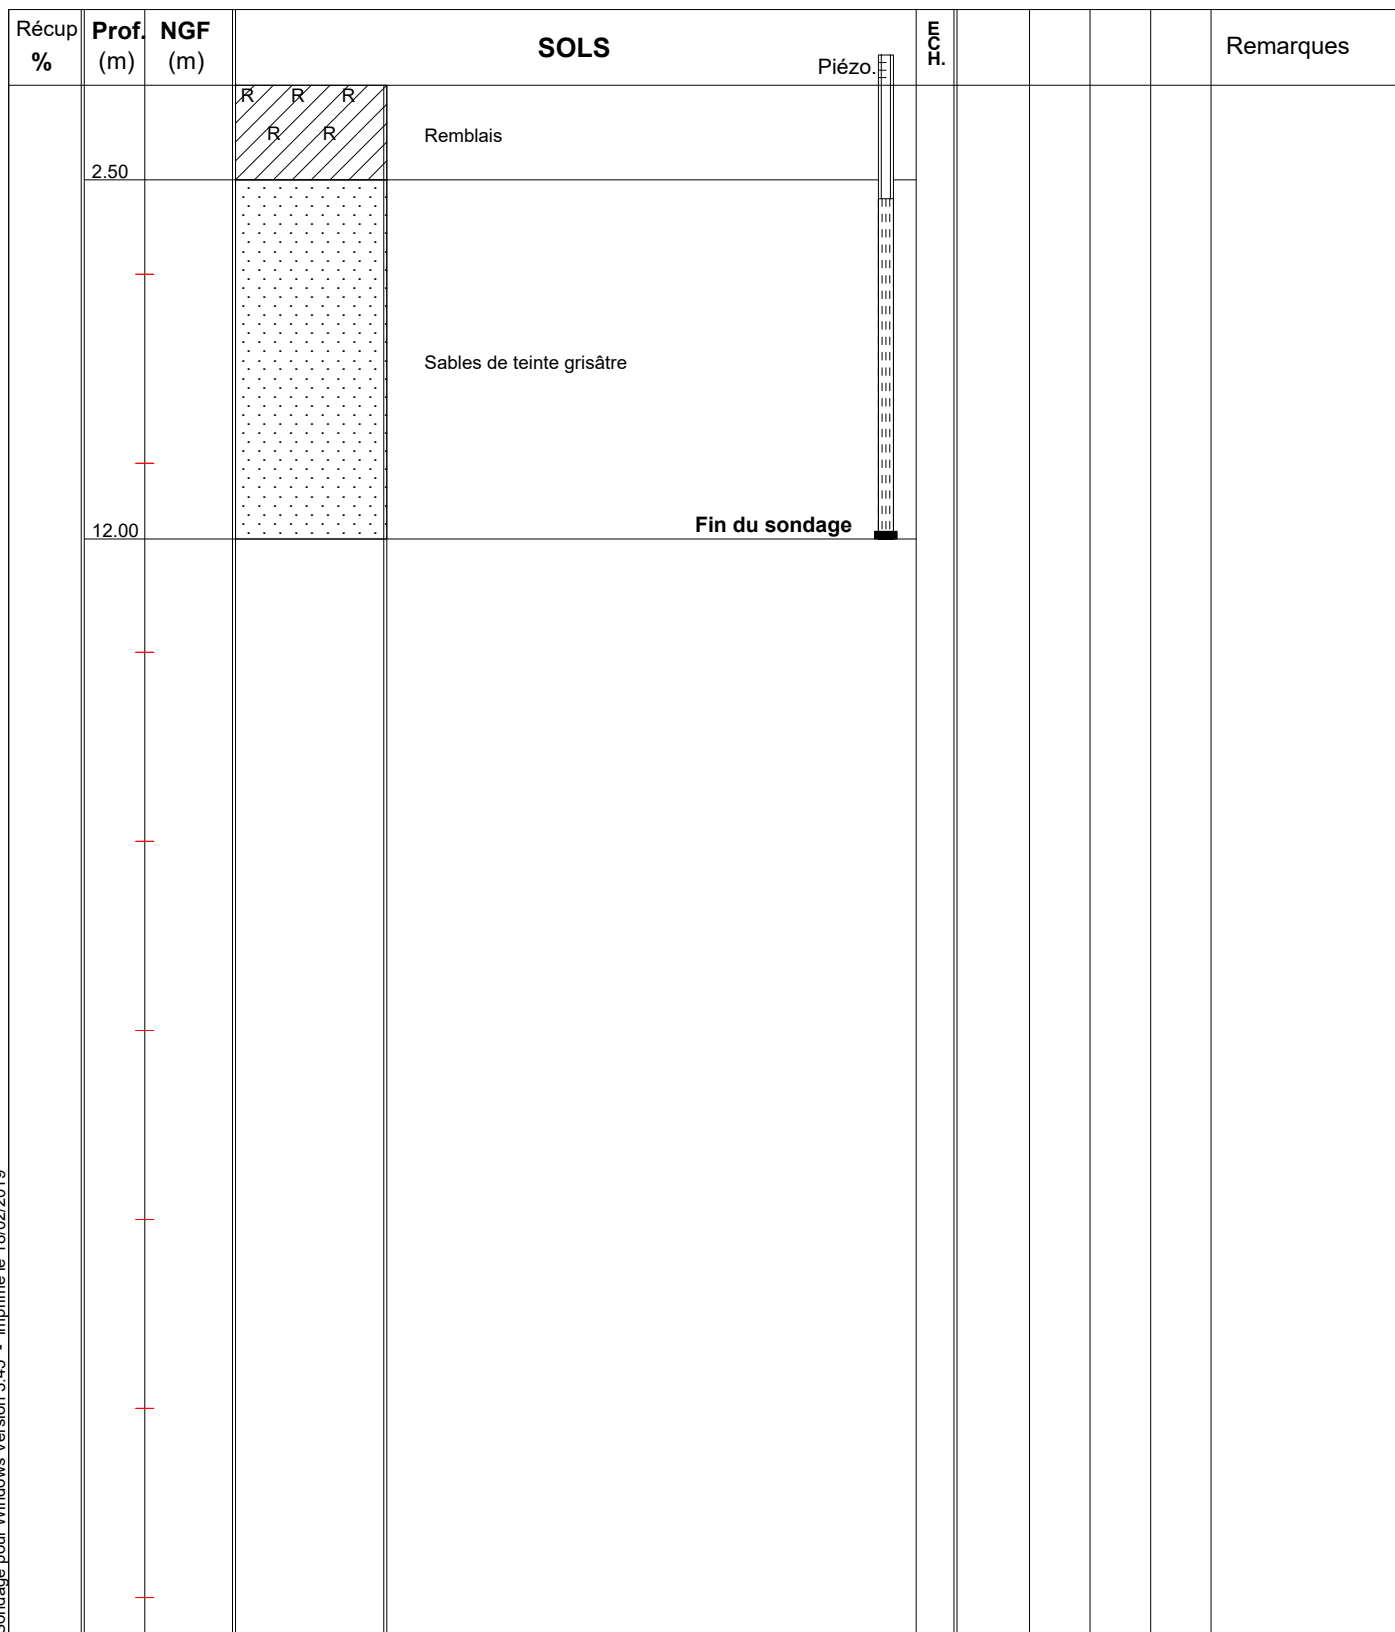 Récup
%
Prof.
(m)
NGF
(m)
SOLS
Piézo.
E
C
H.
Remarques
R R R
R R
Remblais
2.50
Sables de teinte grisâtre
Fin du sondage
12.00
Sondage pour Windows version 3.45 - Imprimé le 18/02/2019